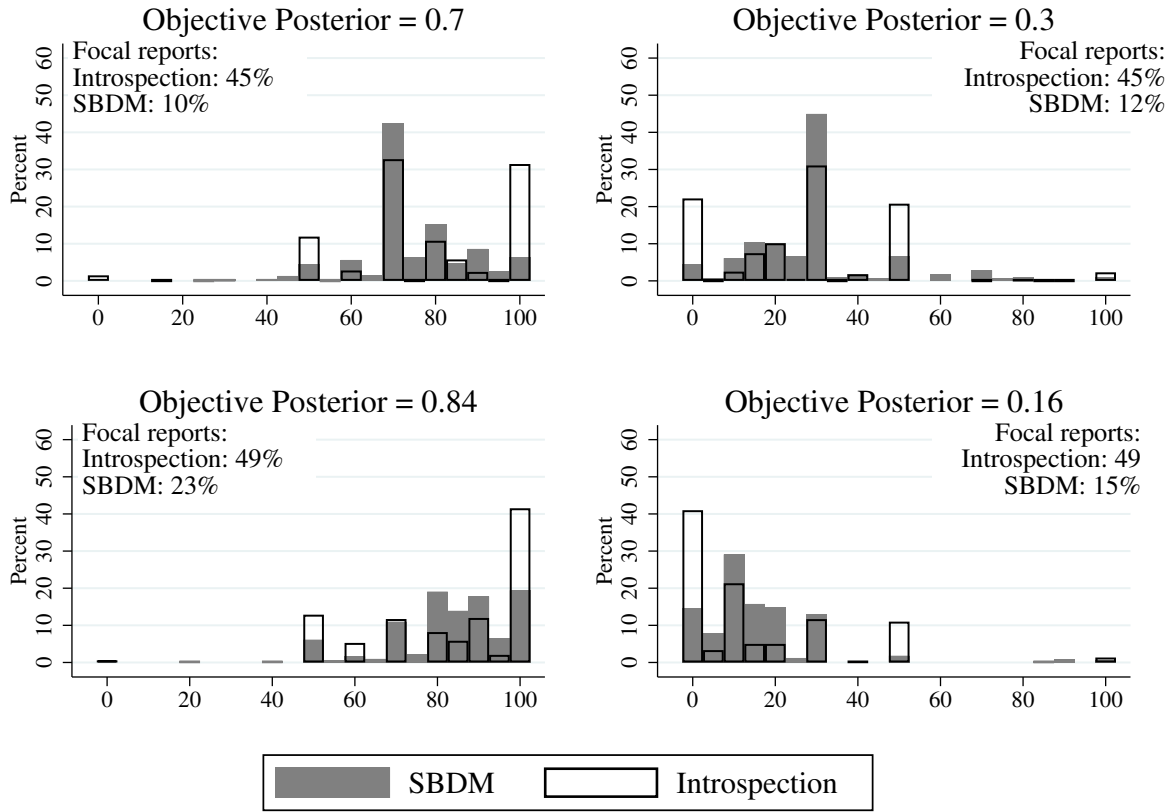 Objective Posterior = 0.7
Focal reports:
Introspection: 45%
SBDM: 10%
Percent
60
50
40
30
20
10
0
0 20 40 60 80 100
Objective Posterior = 0.3
Focal reports:
Introspection: 45%
SBDM: 12%
Percent
60
50
40
30
20
10
0
0 20 40 60 80 100
Objective Posterior = 0.84
Focal reports:
Introspection: 49%
SBDM: 23%
Percent
60
50
40
30
20
10
0
0 20 40 60 80 100
Objective Posterior = 0.16
Focal reports:
Introspection: 49
SBDM: 15%
Percent
60
50
40
30
20
10
0
0 20 40 60 80 100
SBDM Introspection